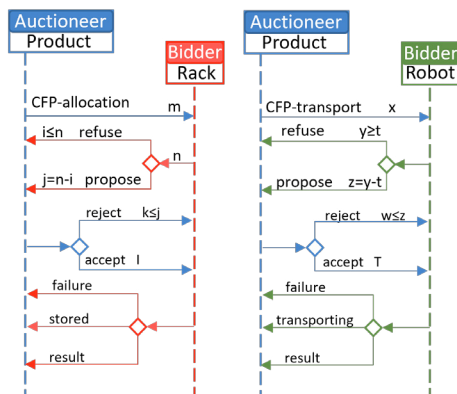 Auctioneer
Product
Bidder
Rack
CFP-allocation m
i≤n refuse
n
j=n-i propose
reject k≤j
accept l
failure
stored
result
Auctioneer
Product
Bidder
Robot
CFP-transport x
refuse y≥t
propose z=y-t
reject w≤z
accept T
failure
transporting
result